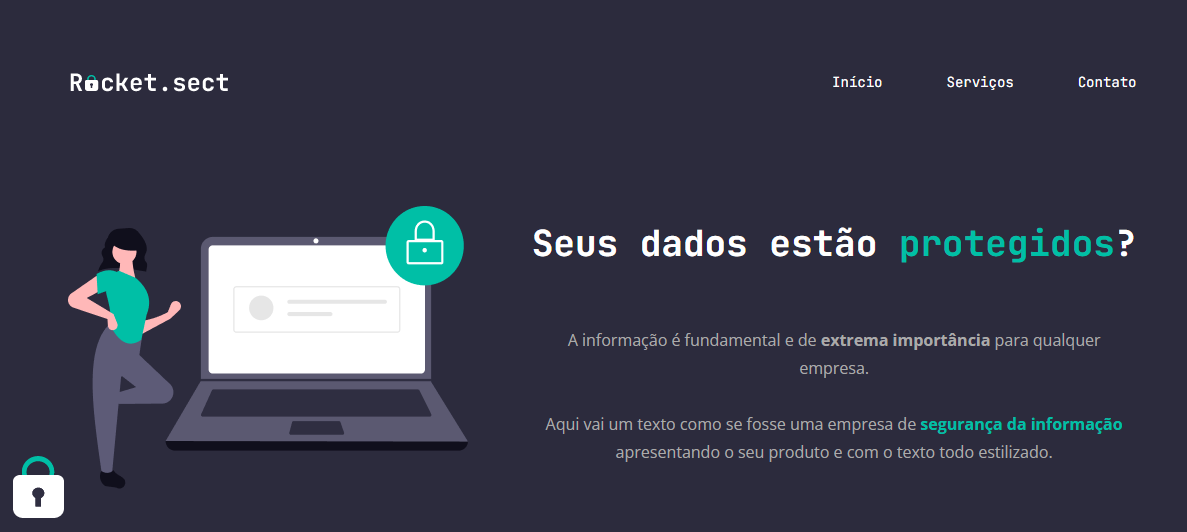 Rocket.sect
Início
Serviços
Contato
Seus dados estão protegidos?
A informação é fundamental e de extrema importância para qualquer
empresa.
Aqui vai um texto como se fosse uma empresa de segurança da informação
apresentando o seu produto e com o texto todo estilizado.